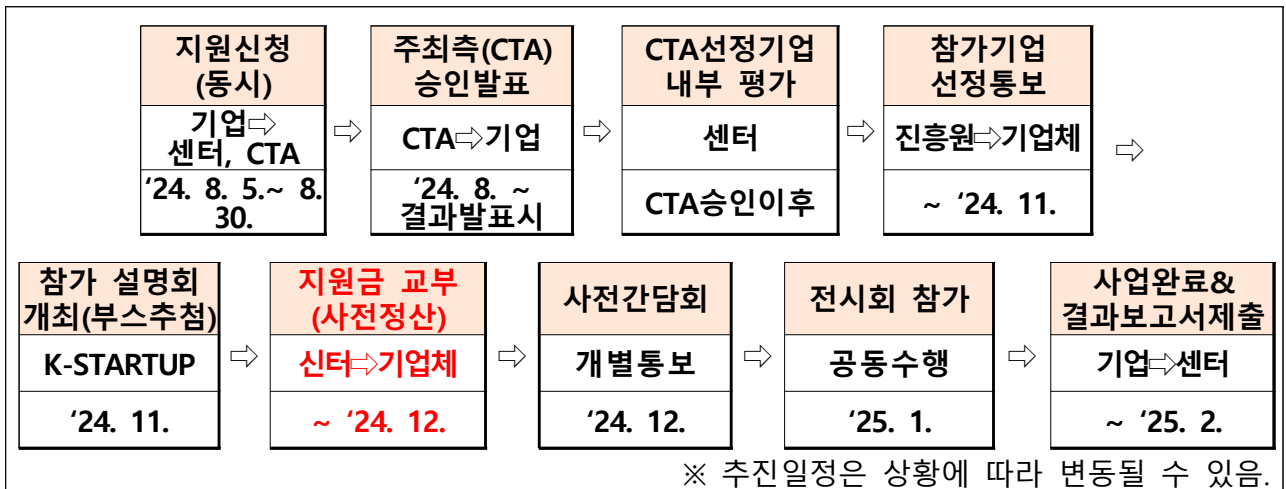 지원신청
(동시)
기업⇨
센터, CTA
‘24. 8. 5.~ 8.
30.
⇨
주최측(CTA)
승인발표
CTA⇨기업
‘24. 8. ~
결과발표시
⇨
CTA선정기업
내부 평가
센터
CTA승인이후
⇨
참가기업
선정통보
진흥원⇨기업체
~ ‘24. 11.
⇨
참가 설명회
개최(부스추첨)
K-STARTUP
‘24. 11.
⇨
지원금 교부
(사전정산)
신터⇨기업체
~ ‘24. 12.
⇨
사전간담회
개별통보
‘24. 12.
⇨
전시회 참가
공동수행
‘25. 1.
⇨
사업완료&
결과보고서제출
기업⇨센터
~ ‘25. 2.
※ 추진일정은 상황에 따라 변동될 수 있음.